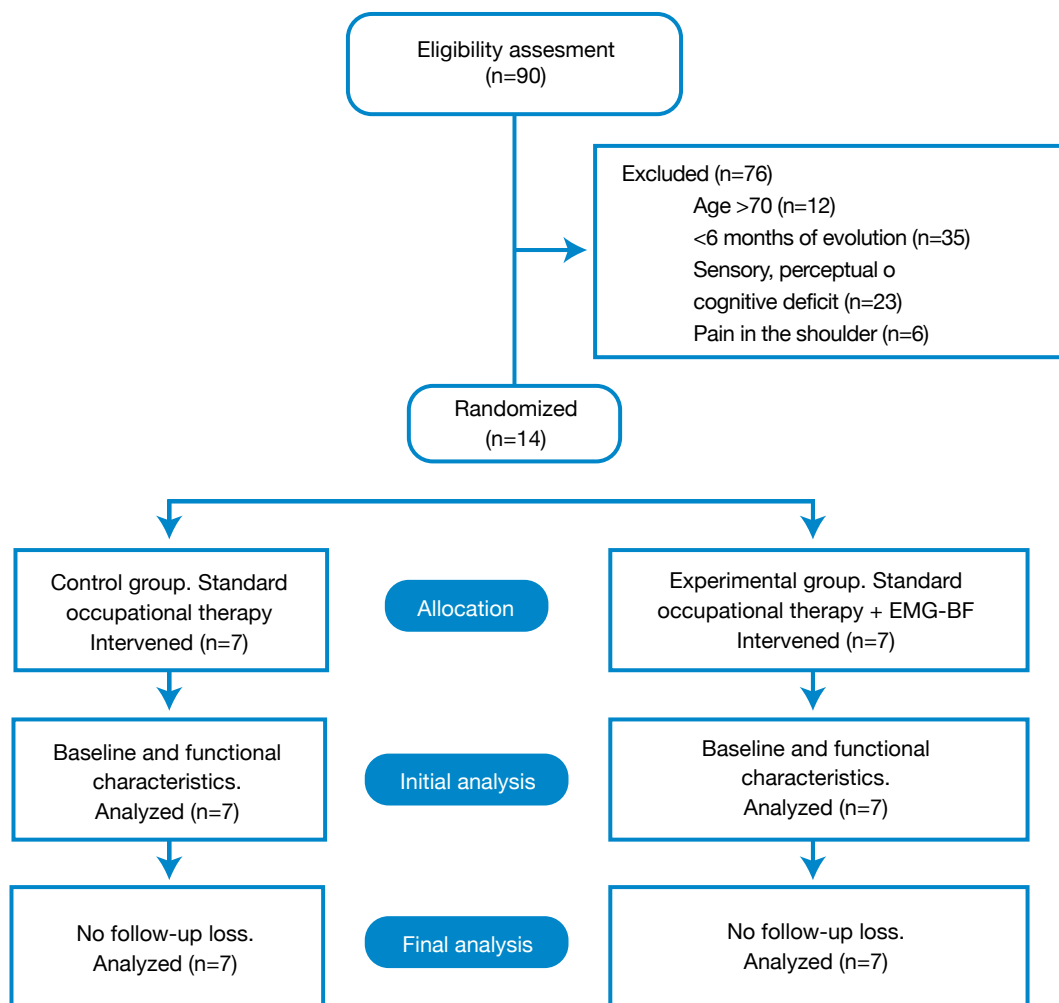 Eligibility assesment
(n=90)
Excluded (n=76)
Age >70 (n=12)
<6 months of evolution (n=35)
Sensory, perceptual o
cognitive deficit (n=23)
Pain in the shoulder (n=6)
Randomized
(n=14)
Control group. Standard
occupational therapy
Intervened (n=7)
Allocation
Experimental group. Standard
occupational therapy + EMG-BF
Intervened (n=7)
Baseline and functional
characteristics.
Analyzed (n=7)
Initial analysis
Baseline and functional
characteristics.
Analyzed (n=7)
No follow-up loss.
Analyzed (n=7)
Final analysis
No follow-up loss.
Analyzed (n=7)